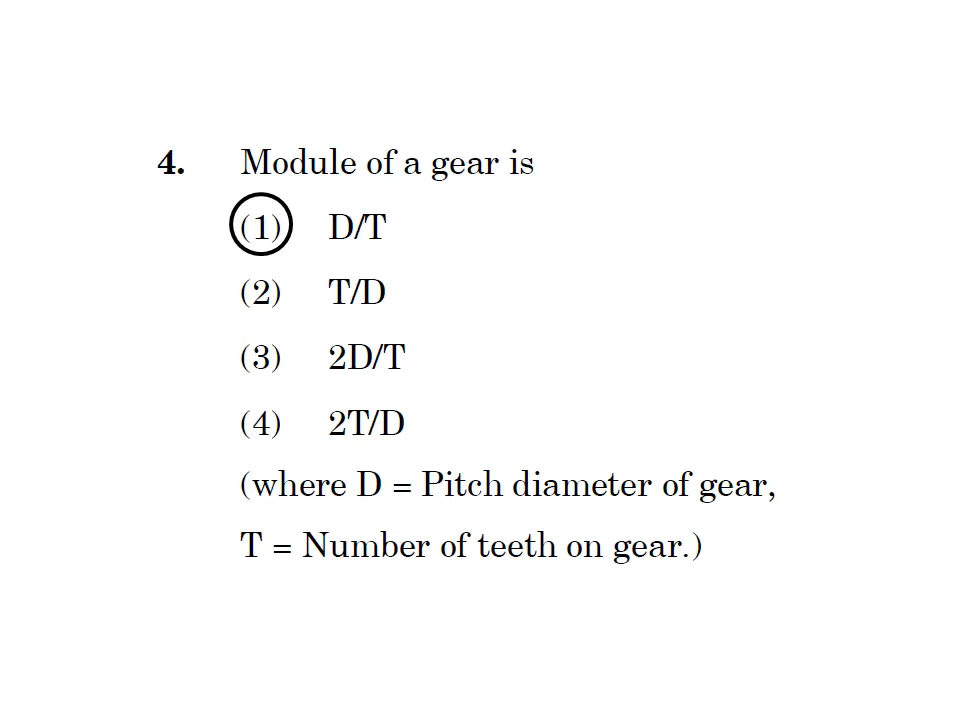 4. Module of a gear is
(1) D/T
(2) T/D
(3) 2D/T
(4) 2T/D
(where D = Pitch diameter of gear,
T = Number of teeth on gear.)